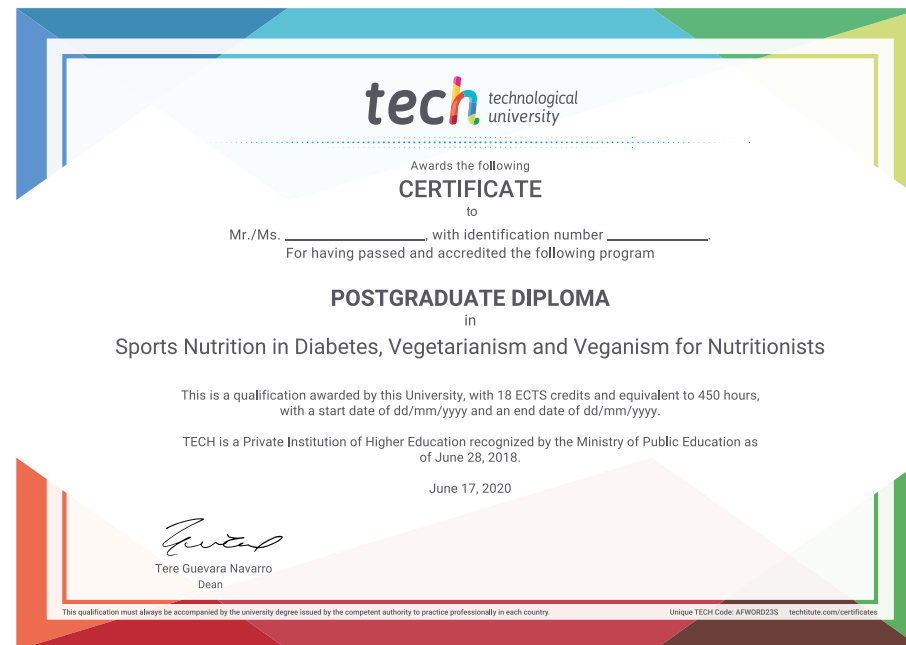 tech technological
university
Awards the following
CERTIFICATE
to
Mr./Ms. ____________________, with identification number ______________.
For having passed and accredited the following program
POSTGRADUATE DIPLOMA
in
Sports Nutrition in Diabetes, Vegetarianism and Veganism for Nutritionists
This is a qualification awarded by this University, with 18 ECTS credits and equivalent to 450 hours,
with a start date of dd/mm/yyyy and an end date of dd/mm/yyyy.
TECH is a Private Institution of Higher Education recognized by the Ministry of Public Education as
of June 28, 2018.
June 17, 2020
Tere Guevara Navarro
Dean
This qualification must always be accompanied by the university degree issued by the competent authority to practice professionally in each country. Unique TECH Code: AFWORD23S techtitute.com/certificates